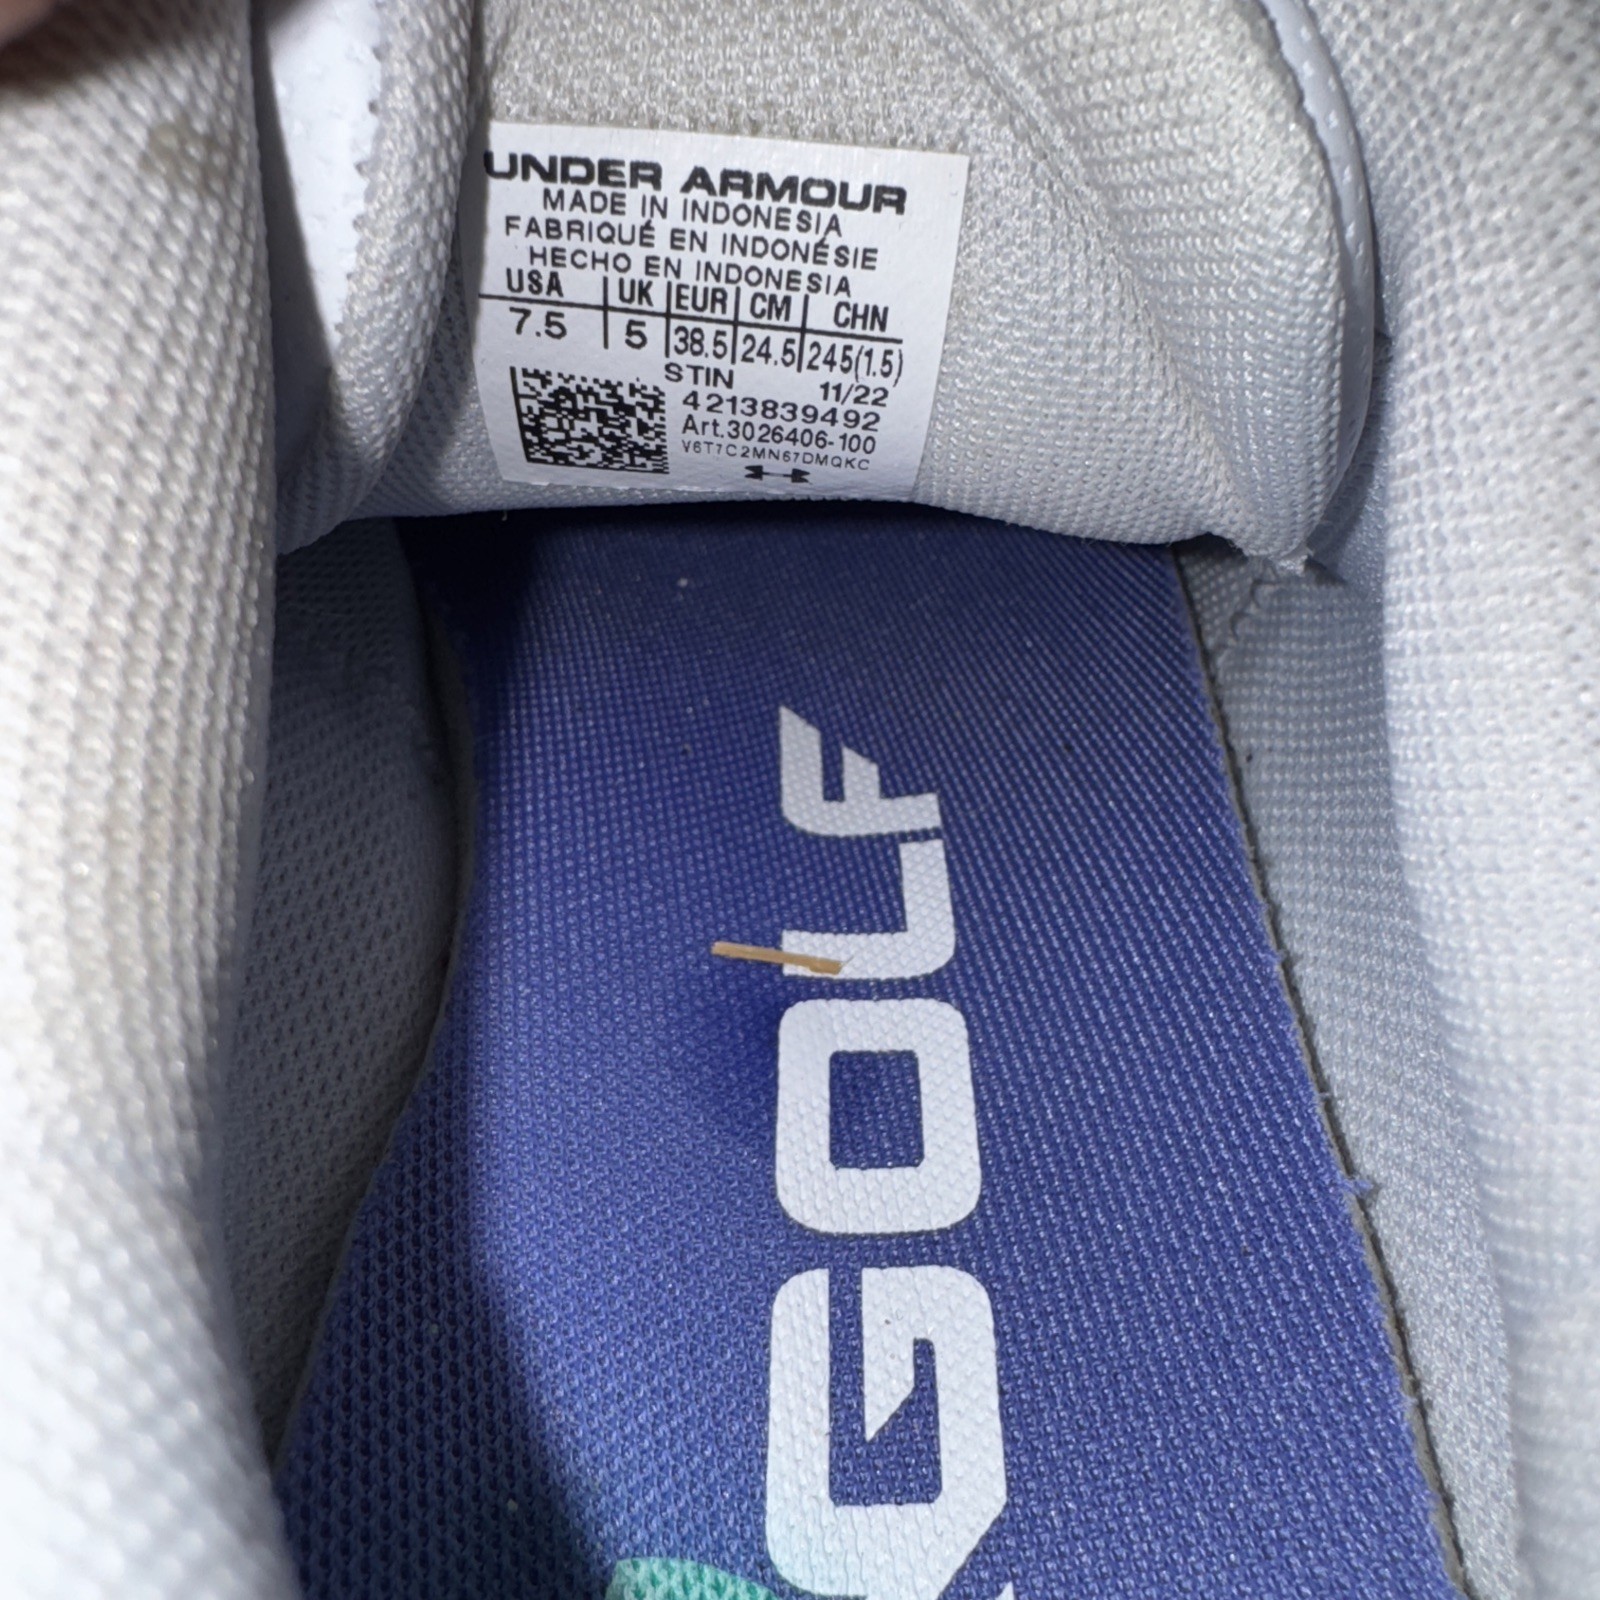 UNDER ARMOUR
MADE IN INDONESIA
FABRIQUÉ EN INDONÉSIE
HECHO EN INDONESIA
USA UK EUR CM CHN
7.5 5 38.5 24.5 245(1.5)
STIN 11/22
4213839492
Art.3026406-100
V6T7C2MN67DMQKC
GOLF